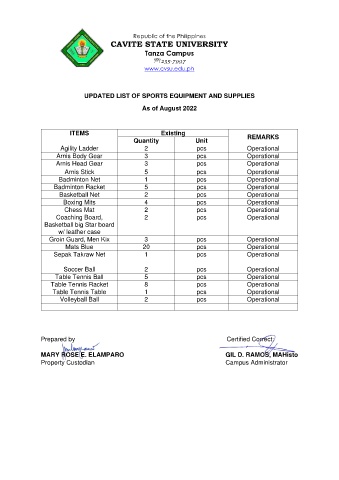 Republic of the Philippines
CAVITE STATE UNIVERSITY
Tanza Campus
www.cvsu.edu.ph
UPDATED LIST OF SPORTS EQUIPMENT AND SUPPLIES
As of August 2022
ITEMS Existing REMARKS
Quantity Unit
Agility Ladder 2 pcs Operational
Arnis Body Gear 3 pcs Operational
Arnis Head Gear 3 pcs Operational
Arnis Stick 5 pcs Operational
Badminton Net 1 pcs Operational
Badminton Racket 5 pcs Operational
Basketball Net 2 pcs Operational
Boxing Mits 4 pcs Operational
Chess Mat 2 pcs Operational
Coaching Board, 2 pcs Operational
Basketball big Star board
w/ leather case
Groin Guard, Men Kix 3 pcs Operational
Mats Blue 20 pcs Operational
Sepak Takraw Net 1 pcs Operational
Soccer Ball 2 pcs Operational
Table Tennis Ball 5 pcs Operational
Table Tennis Racket 8 pcs Operational
Table Tennis Table 1 pcs Operational
Volleyball Ball 2 pcs Operational
Prepared by Certified Correct:
MARY ROSE E. ELAMPARO GIL D. RAMOS, MAHisto
Property Custodian Campus Administrator